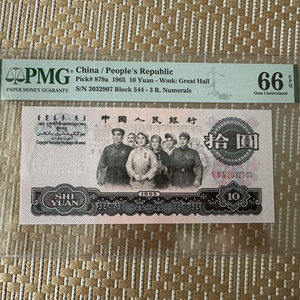 PMG
PAPER MONEY GUARANTY
China / People's Republic
Pick# 879a 1965 10 Yuan - Wmk: Great Hall
S/N 2032907 Block 544 - 3 R. Numerals
66 EPQ
Gem Uncirculated
中国人民银行
拾圆
SHI
YUAN
1965
2032907
10